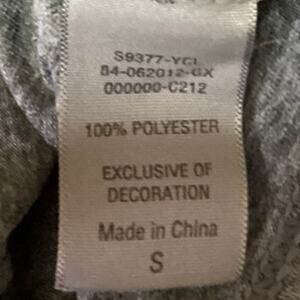 S9377-YCL
84-062012-GX
000000-C212
100% POLYESTER
EXCLUSIVE OF
DECORATION
Made in China
S